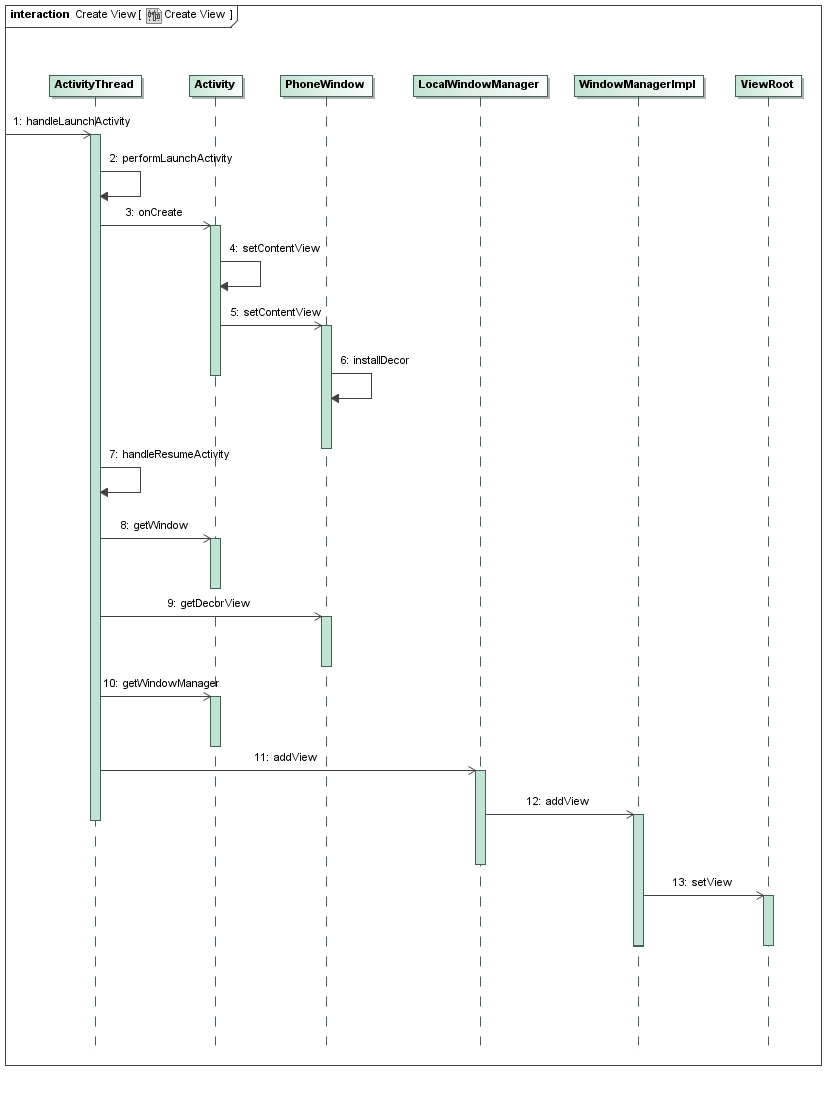 interaction Create View [ Create View ]
ActivityThread Activity PhoneWindow LocalWindowManager WindowManagerImpl ViewRoot
1: handleLaunchActivity
2: performLaunchActivity
3: onCreate
4: setContentView
5: setContentView
6: installDecor
7: handleResumeActivity
8: getWindow
9: getDecorView
10: getWindowManager
11: addView
12: addView
13: setView